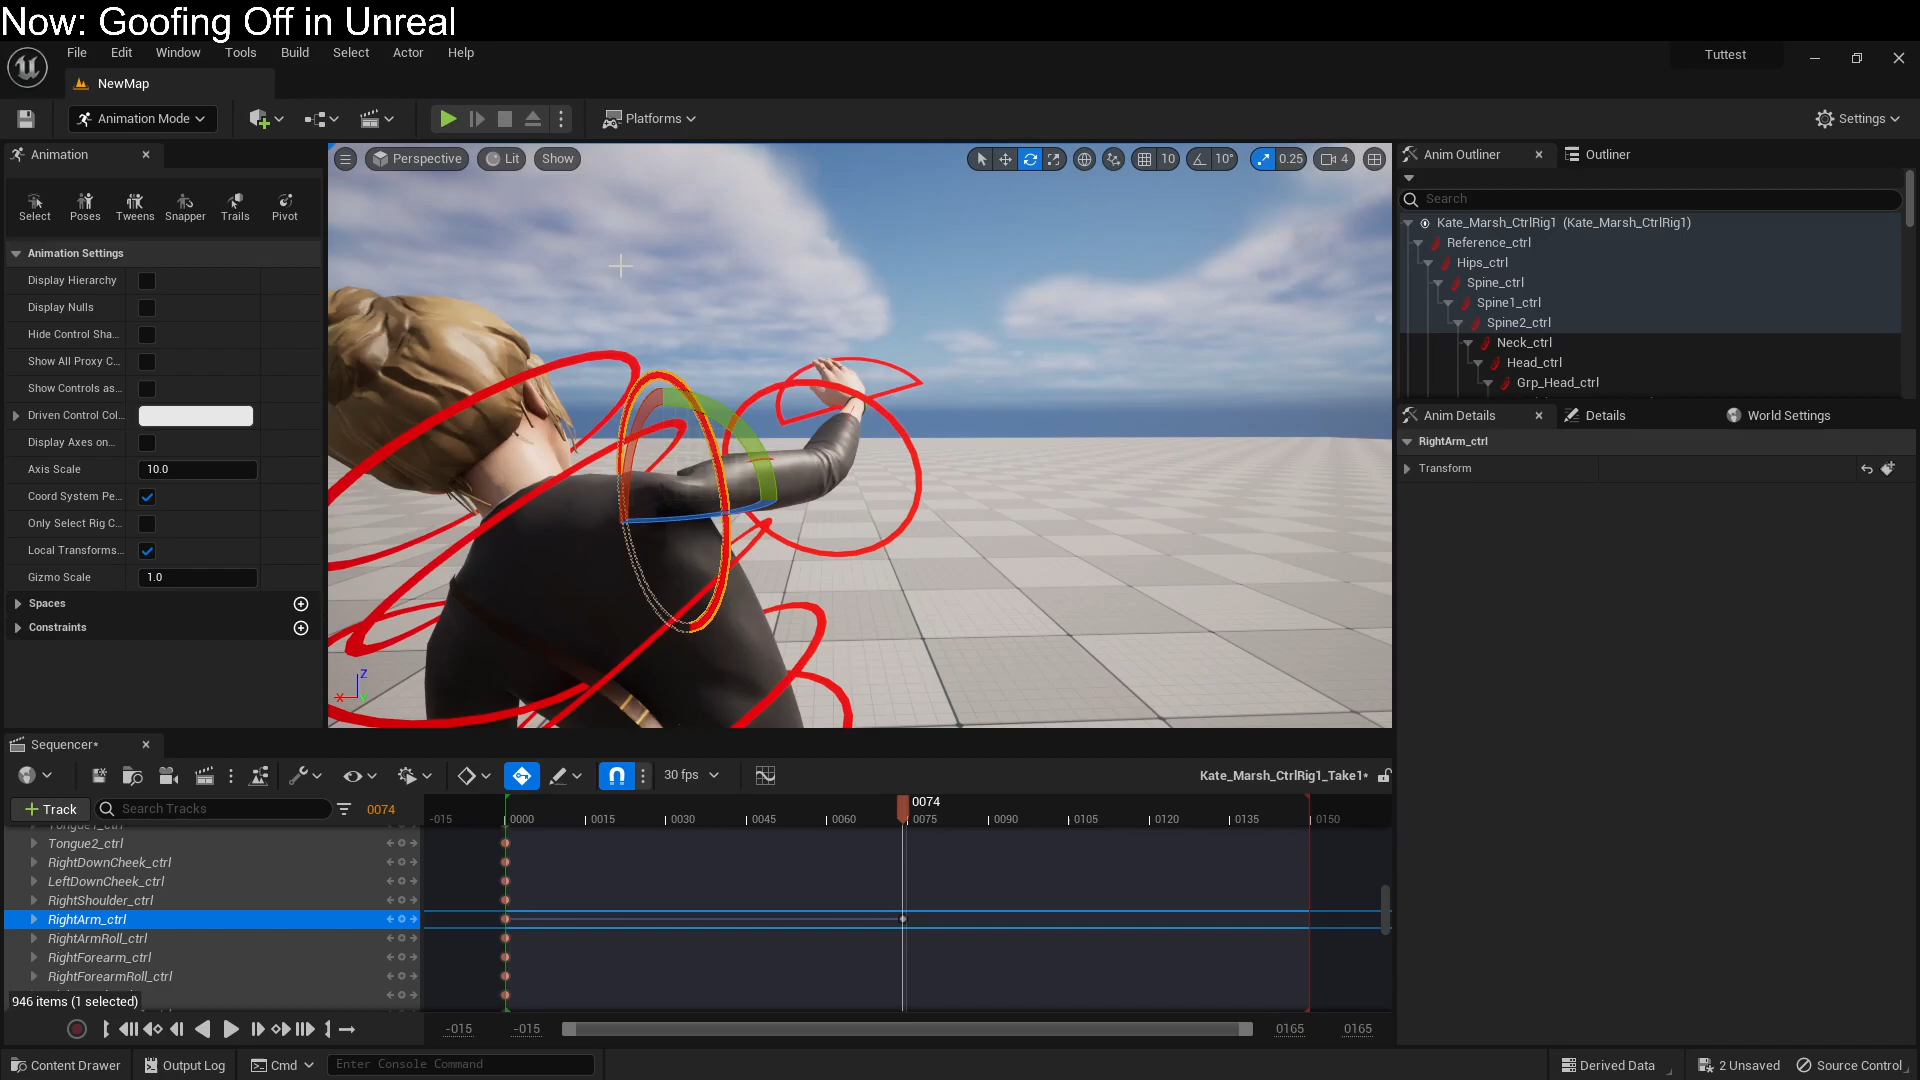 Now: Goofing Off in Unreal
File Edit Window Tools Build Select Actor Help
Tuttest
NewMap
Animation Mode
Platforms
Settings
Animation
Select Poses Tweens Snapper Trails Pivot
Animation Settings
Display Hierarchy
Display Nulls
Hide Control Sha...
Show All Proxy C...
Show Controls as...
Driven Control Col...
Display Axes on...
Axis Scale 10.0
Coord System Pe...
Only Select Rig C...
Local Transforms...
Gizmo Scale 1.0
Spaces
Constraints
Perspective Lit Show
10 10° 0.25 4
Z
X
Anim Outliner Outliner
Search
Kate_Marsh_CtrlRig1 (Kate_Marsh_CtrlRig1)
Reference_ctrl
Hips_ctrl
Spine_ctrl
Spine1_ctrl
Spine2_ctrl
Neck_ctrl
Head_ctrl
Grp_Head_ctrl
Anim Details Details World Settings
RightArm_ctrl
Transform
Sequencer*
30 fps
Kate_Marsh_CtrlRig1_Take1*
Track
Search Tracks
0074
0074
-015 0000 0015 0030 0045 0060 0075 0090 0105 0120 0135 0150
Tongue1_ctrl
Tongue2_ctrl
RightDownCheek_ctrl
LeftDownCheek_ctrl
RightShoulder_ctrl
RightArm_ctrl
RightArmRoll_ctrl
RightForearm_ctrl
RightForearmRoll_ctrl
946 items (1 selected)
-015 -015 0165 0165
Content Drawer Output Log Cmd Enter Console Command
Derived Data 2 Unsaved Source Control